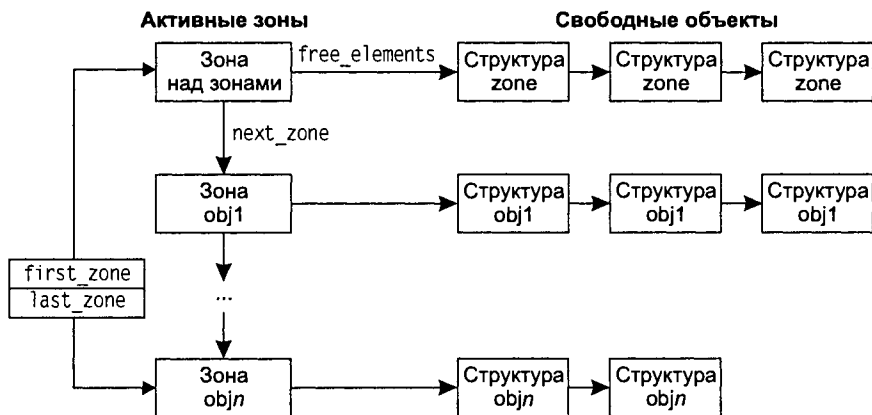 Активные зоны
Свободные объекты
Зона
над зонами
free_elements
Структура
zone
Структура
zone
Структура
zone
next_zone
Зона
obj1
Структура
obj1
Структура
obj1
Структура
obj1
first_zone
last_zone
...
Зона
objn
Структура
objn
Структура
objn